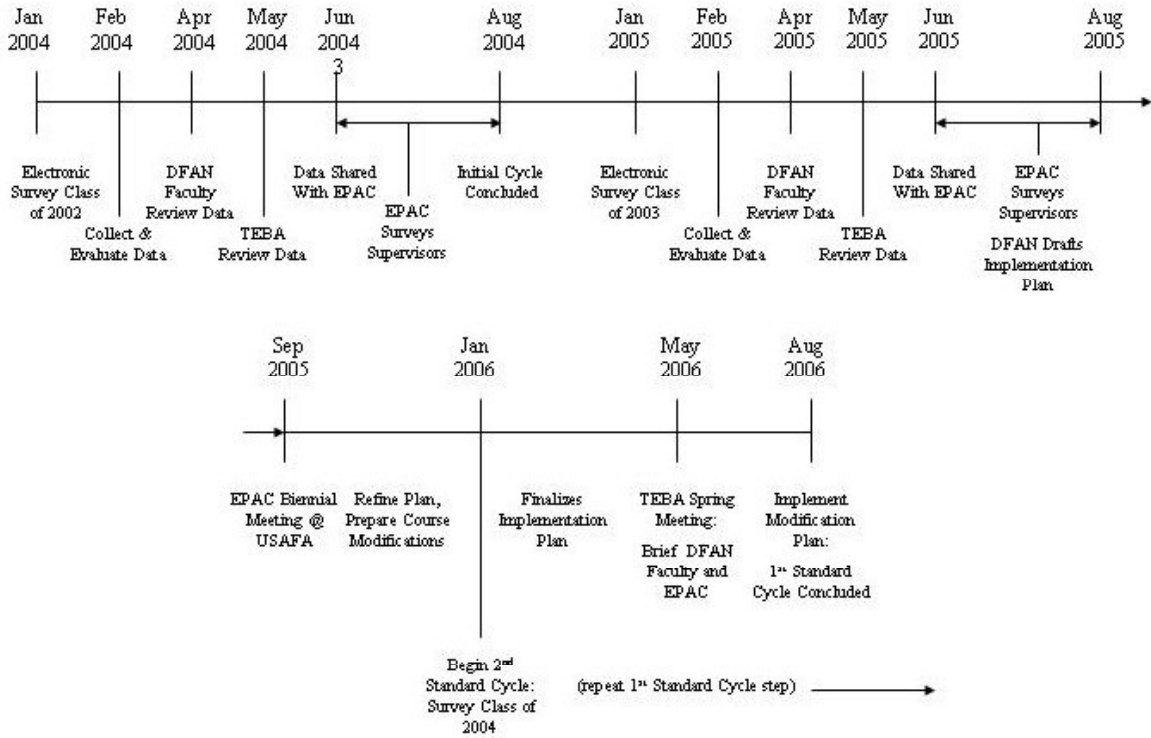 Jan
2004
Feb
2004
Apr
2004
May
2004
Jun
2004
3
Aug
2004
Jan
2005
Feb
2005
Apr
2005
May
2005
Jun
2005
Aug
2005
Electronic
Survey Class
of 2002
Collect &
Evaluate Data
DFAN
Faculty
Review Data
TEBA
Review Data
Data Shared
With EPAC
EPAC
Surveys
Supervisors
Initial Cycle
Concluded
Electronic
Survey Class
of 2003
Collect &
Evaluate Data
DFAN
Faculty
Review Data
TEBA
Review Data
Data Shared
With EPAC
EPAC
Surveys
Supervisors
DFAN Drafts
Implementation
Plan
Sep
2005
Jan
2006
May
2006
Aug
2006
EPAC Biennial
Meeting @
USAFA
Refine Plan,
Prepare Course
Modifications
Finalizes
Implementation
Plan
TEBA Spring
Meeting:
Brief DFAN
Faculty and
EPAC
Implement
Modification
Plan:
1st Standard
Cycle Concluded
Begin 2nd
Standard Cycle:
Survey Class of
2004
(repeat 1st Standard Cycle step)